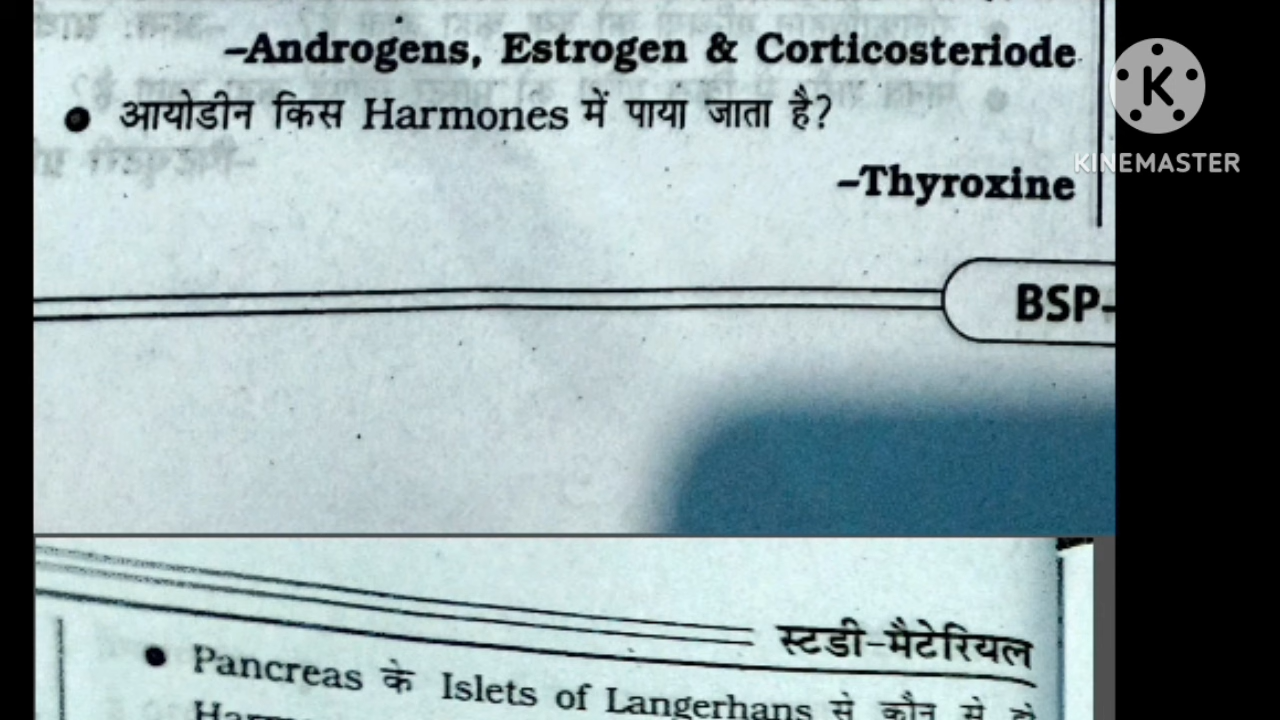 –Androgens, Estrogen & Corticosteriode
● आयोडीन किस Harmones में पाया जाता है?
–Thyroxine
BSP-
स्टडी-मैटेरियल
● Pancreas के Islets of Langerhans से कौन से
K
KINEMASTER